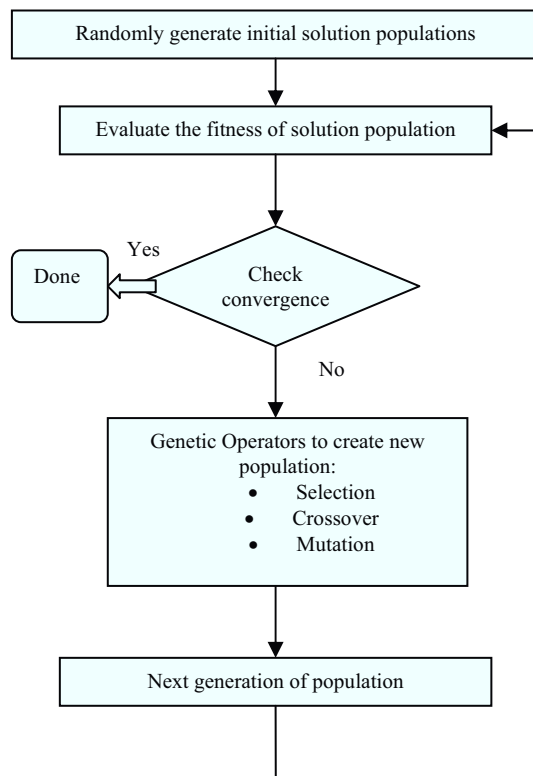 Randomly generate initial solution populations
Evaluate the fitness of solution population
Yes
Done
Check
convergence
No
Genetic Operators to create new
population:
• Selection
• Crossover
• Mutation
Next generation of population